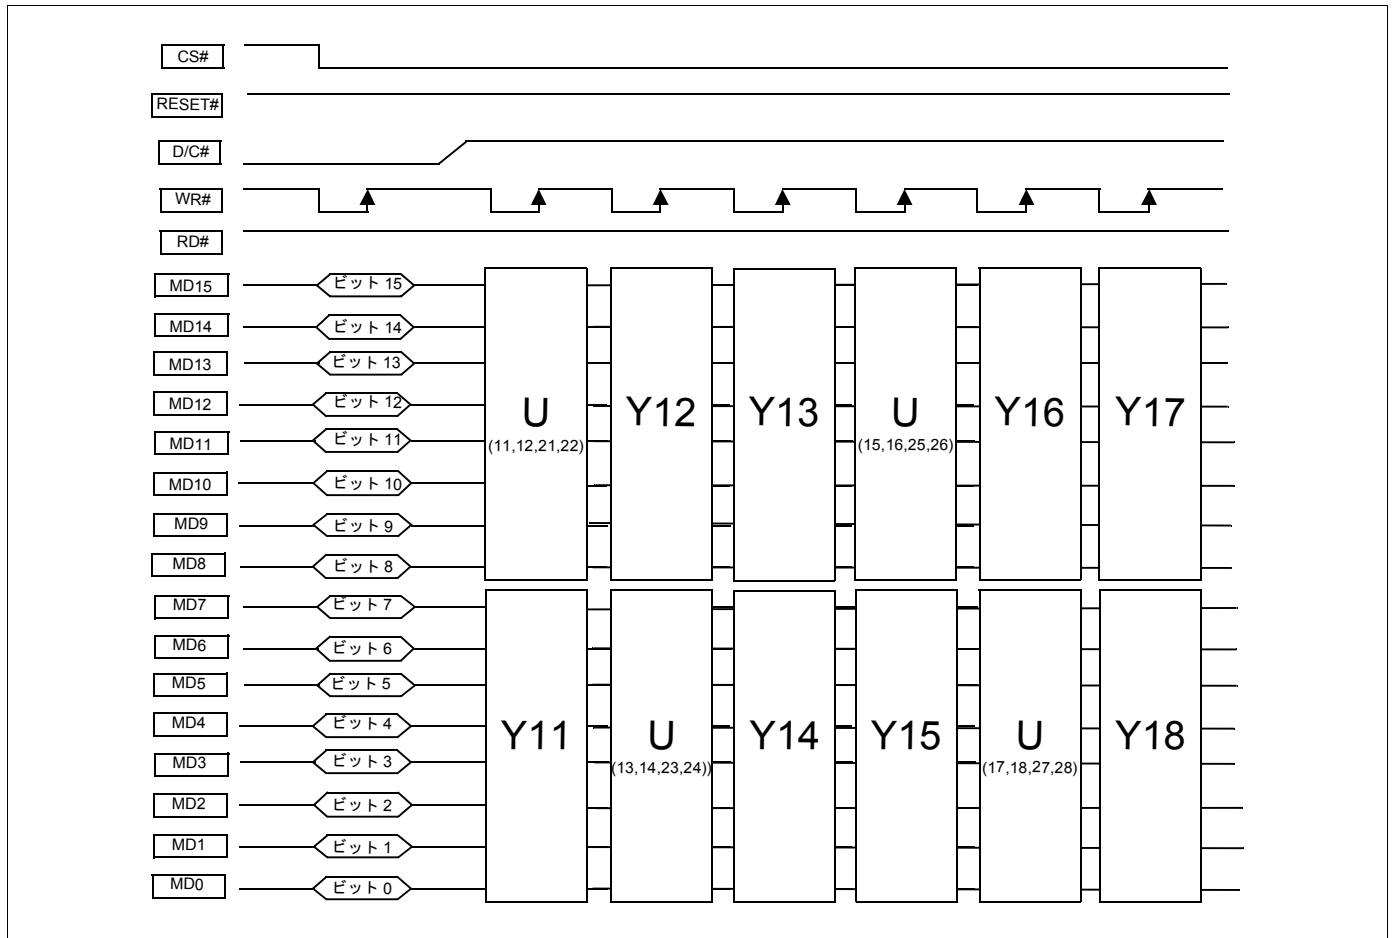 CS#
RESET#
D/C#
WR#
RD#
MD15 ビット 15
MD14 ビット 14
MD13 ビット 13
MD12 ビット 12
MD11 ビット 11
MD10 ビット 10
MD9 ビット 9
MD8 ビット 8
MD7 ビット 7
MD6 ビット 6
MD5 ビット 5
MD4 ビット 4
MD3 ビット 3
MD2 ビット 2
MD1 ビット 1
MD0 ビット 0
U Y12 Y13 U Y16 Y17
(11,12,21,22) (15,16,25,26)
Y11 U Y14 Y15 U Y18
(13,14,23,24)) (17,18,27,28)